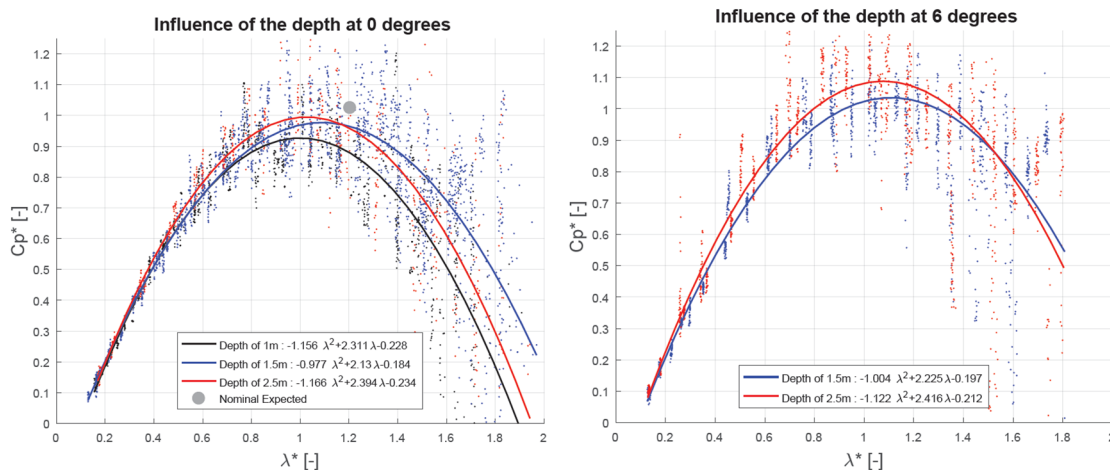 Influence of the depth at 0 degrees
Cp* [-]
1.2
1.1
1
0.9
0.8
0.7
0.6
0.5
0.4
0.3
0.2
0.1
0
Depth of 1m : -1.156 λ²+2.311 λ-0.228
Depth of 1.5m : -0.977 λ²+2.13 λ-0.184
Depth of 2.5m : -1.166 λ²+2.394 λ-0.234
Nominal Expected
0 0.2 0.4 0.6 0.8 1 1.2 1.4 1.6 1.8 2
λ* [-]
Influence of the depth at 6 degrees
Cp* [-]
1.2
1.1
1
0.9
0.8
0.7
0.6
0.5
0.4
0.3
0.2
0.1
0
Depth of 1.5m : -1.004 λ²+2.225 λ-0.197
Depth of 2.5m : -1.122 λ²+2.416 λ-0.212
0 0.2 0.4 0.6 0.8 1 1.2 1.4 1.6 1.8 2
λ* [-]